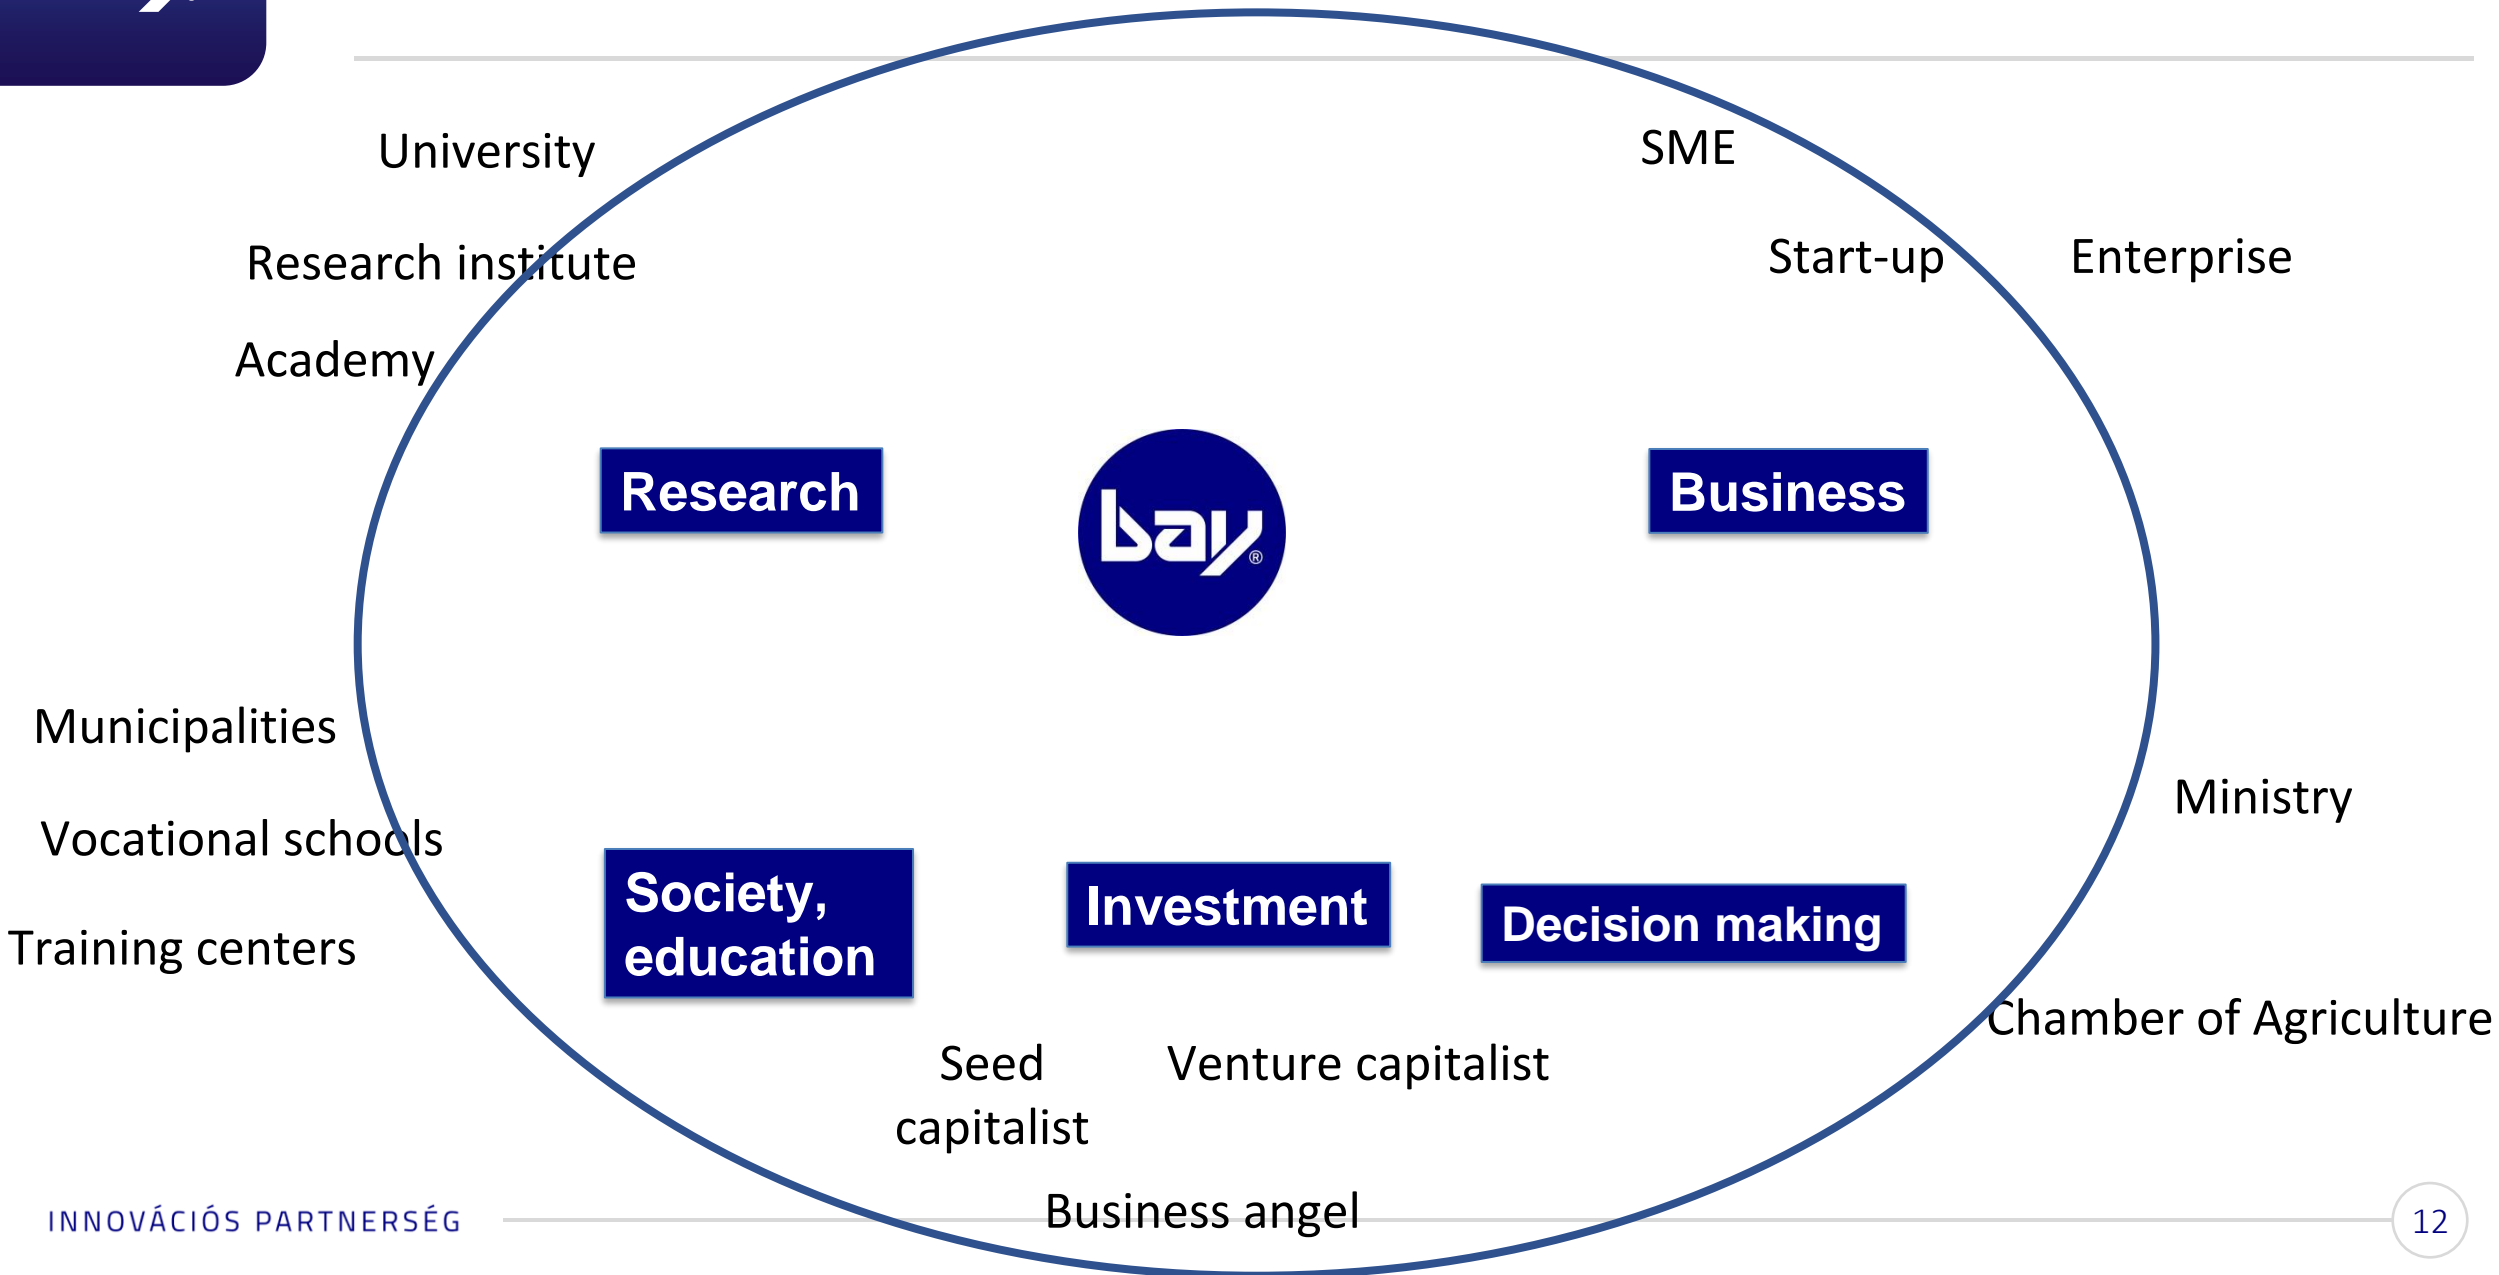 University
SME
Research institute
Start-up
Enterprise
Academy
Research
bay®
Business
Municipalities
Ministry
Vocational schools
Society,
education
Investment
Decision making
Training centers
Chamber of Agriculture
Seed
capitalist
Venture capitalist
Business angel
INNOVÁCIÓS PARTNERSÉG
12